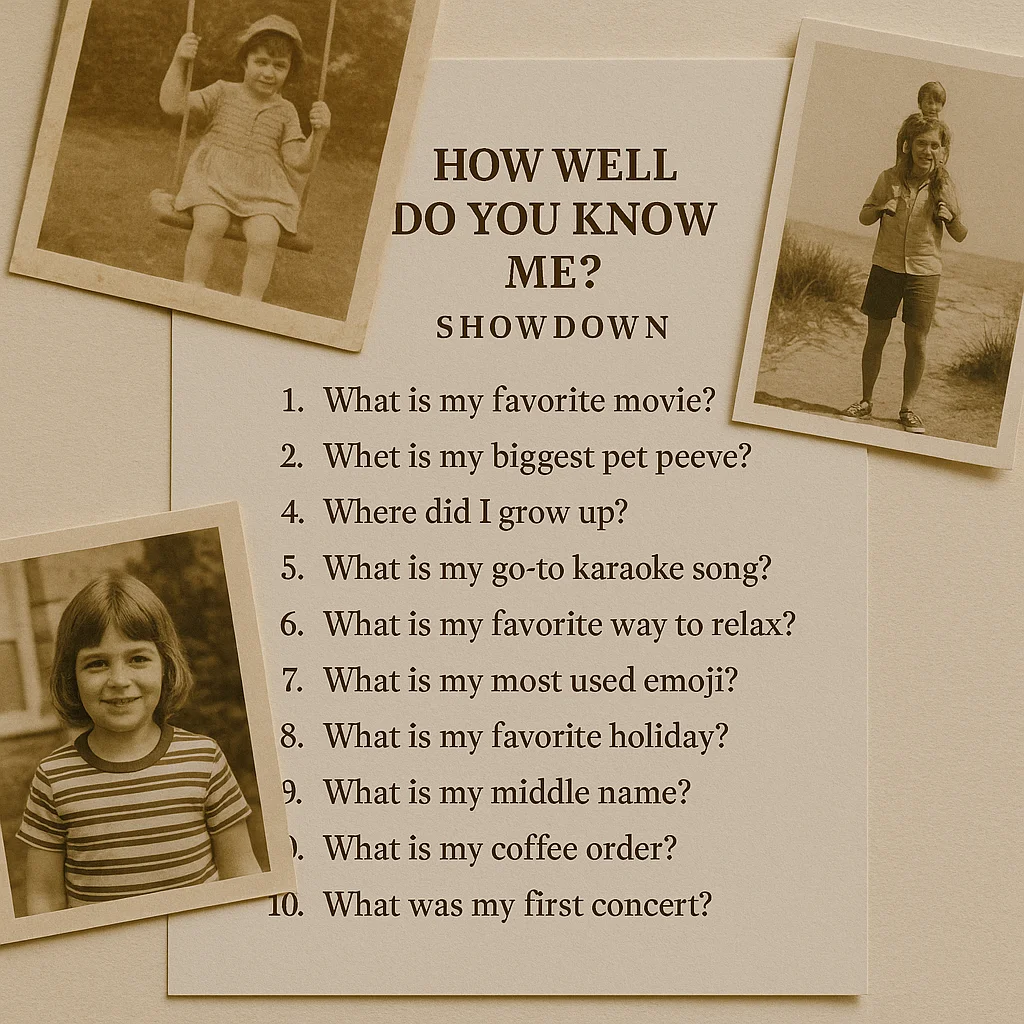 HOW WELL
DO YOU KNOW
ME?
SHOWDOWN
1. What is my favorite movie?
2. Whet is my biggest pet peeve?
4. Where did I grow up?
5. What is my go-to karaoke song?
6. What is my favorite way to relax?
7. What is my most used emoji?
8. What is my favorite holiday?
9. What is my middle name?
What is my coffee order?
10. What was my first concert?